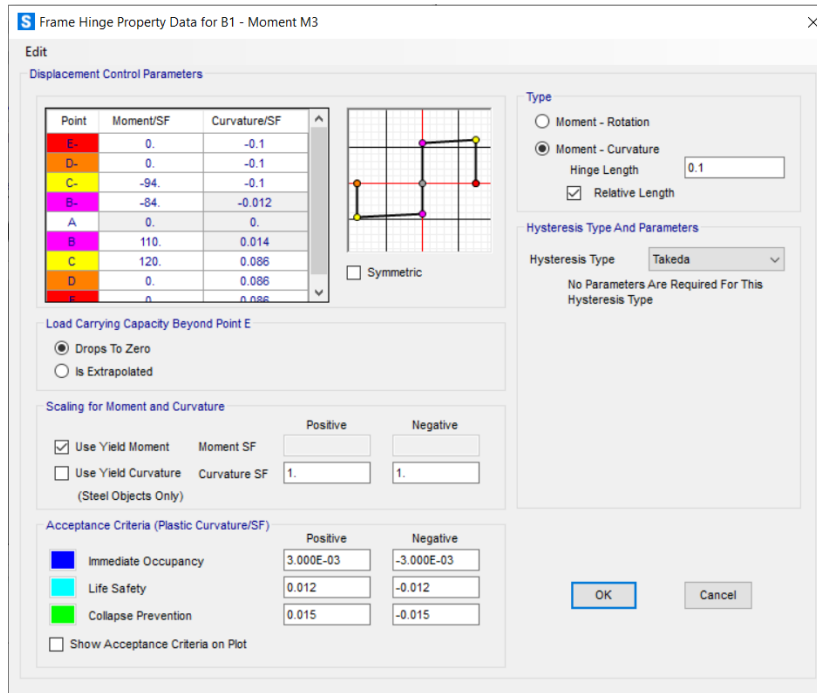 S Frame Hinge Property Data for B1 - Moment M3
Edit
Displacement Control Parameters
Point Moment/SF Curvature/SF
E- 0. -0.1
D- 0. -0.1
C- -94. -0.1
B- -84. -0.012
A 0. 0.
B 110. 0.014
C 120. 0.086
D 0. 0.086
E 0. 0.086
Symmetric
Type
Moment - Rotation
Moment - Curvature
Hinge Length 0.1
Relative Length
Hysteresis Type And Parameters
Hysteresis Type Takeda
No Parameters Are Required For This
Hysteresis Type
Load Carrying Capacity Beyond Point E
Drops To Zero
Is Extrapolated
Scaling for Moment and Curvature
Positive Negative
Use Yield Moment Moment SF
Use Yield Curvature Curvature SF 1. 1.
(Steel Objects Only)
Acceptance Criteria (Plastic Curvature/SF)
Positive Negative
Immediate Occupancy 3.000E-03 -3.000E-03
Life Safety 0.012 -0.012
Collapse Prevention 0.015 -0.015
Show Acceptance Criteria on Plot
OK Cancel